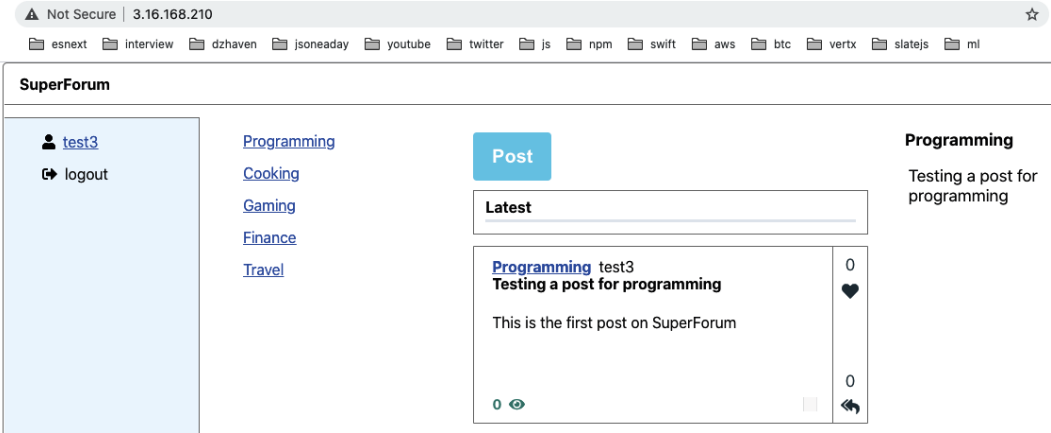 Not Secure 3.16.168.210
esnext interview dzhaven jsoneaday youtube twitter js npm swift aws btc vertx slatejs ml
SuperForum
test3
logout
Programming
Cooking
Gaming
Finance
Travel
Post
Latest
Programming test3
Testing a post for programming
This is the first post on SuperForum
0
0
0
Programming
Testing a post for
programming